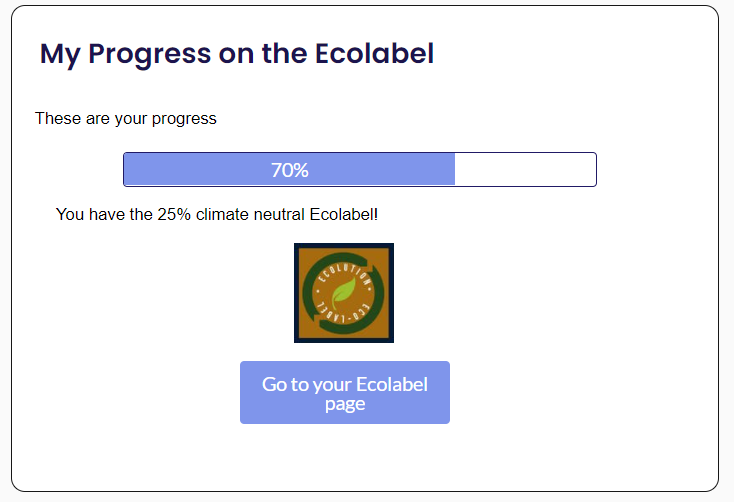 My Progress on the Ecolabel
These are your progress
70%
You have the 25% climate neutral Ecolabel!
ECOLUTION
ECO-LABEL
Go to your Ecolabel
page